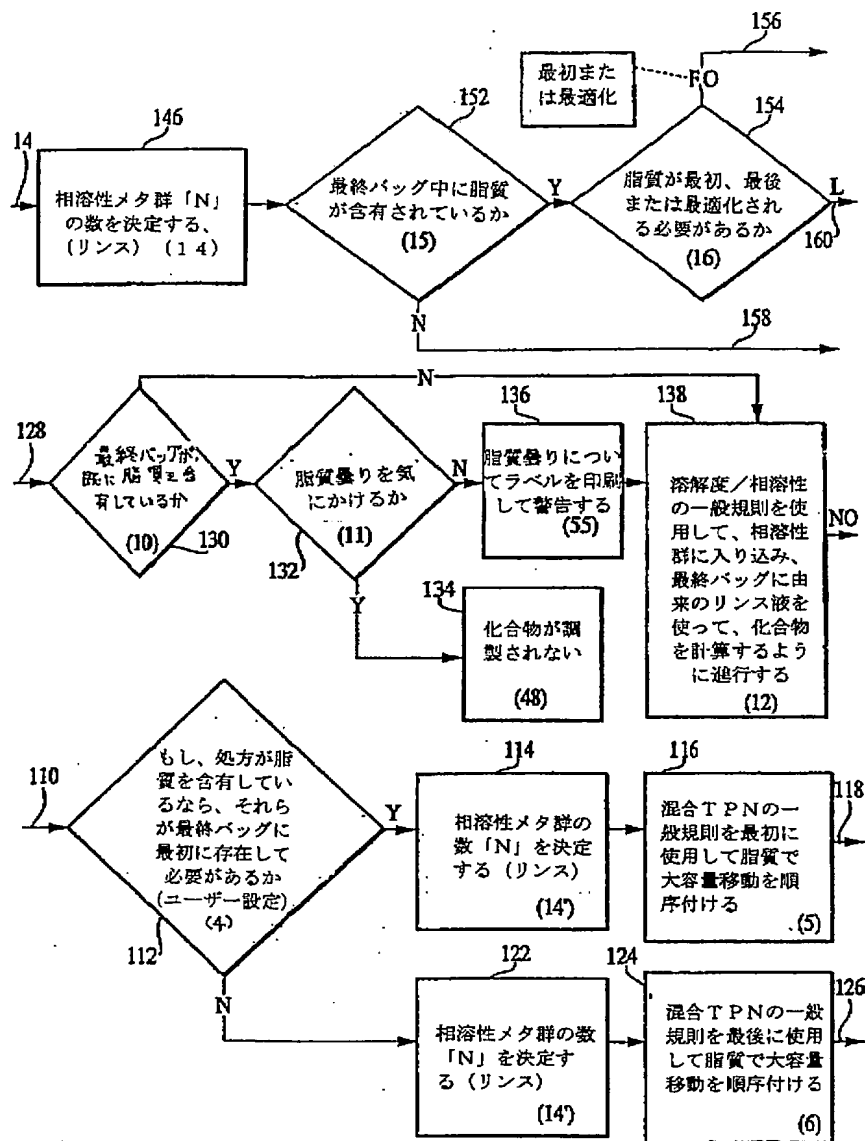 156
最初また
は最適化
FO
14
146
相溶性メタ群「N」
の数を決定する、
(リンス) (14)
152
最終バッグ中に脂質
が含有されているか
(15)
Y
N
154
脂質が最初、最後
または最適化され
る必要があるか
(16)
L
160
158
N
128
最終バッグが、
既に脂質を含
有しているか
(10)
130
Y
脂質曇りを気
にかけるか
(11)
132
N
Y
136
脂質曇りについ
てラベルを印刷
して警告する
(55)
134
化合物が調
製されない
(48)
138
溶解度/相溶性
の一般規則を使
用して、相溶性
群に入り込み、
最終バッグに由
来のリンス液を
使って、化合物
を計算するよう
に進行する
(12)
NO
110
もし、処方が脂
質を含有してい
るなら、それら
が最終バッグに
最初に存在して
必要があるか
(ユーザー設定)
(4)
112
Y
N
114
相溶性メタ群の
数「N」を決定
する(リンス)
(14')
116
混合TPNの一
般規則を最初に
使用して脂質で
大容量移動を順
序付ける
(5)
118
122
相溶性メタ群の数
「N」を決定す
る(リンス)
(14')
124
混合TPNの一般
規則を最後に使用
して脂質で大容量
移動を順序付ける
(6)
126